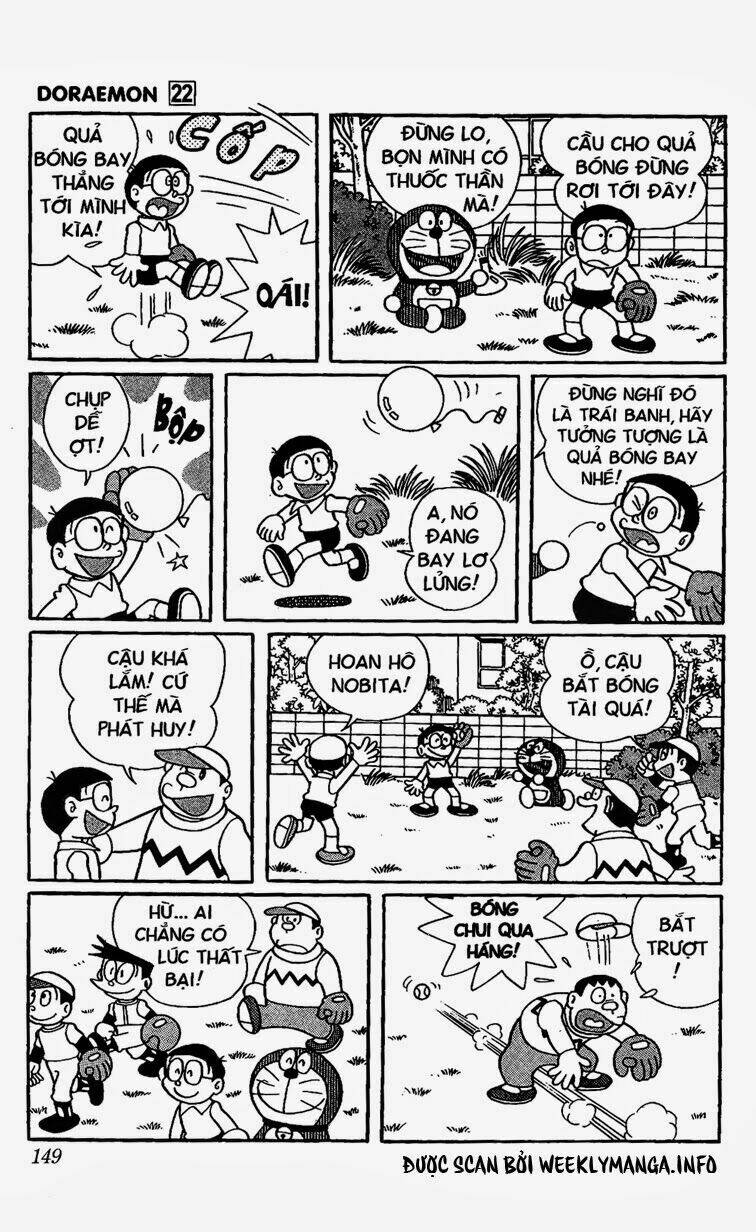 DORAEMON 22
CẦU CHO QUẢ
BÓNG ĐỪNG
RƠI TỚI ĐÂY!
ĐỪNG LO,
BỌN MÌNH CÓ
THUỐC THẦN
MÀ!
CỐP
OÁI!
QUẢ
BÓNG BAY
THẲNG
TỚI MÌNH
KÌA!
ĐỪNG NGHĨ ĐÓ
LÀ TRÁI BANH, HÃY
TƯỞNG TƯỢNG LÀ
QUẢ BÓNG BAY
NHÉ!
A, NÓ
ĐANG
BAY LƠ
LỬNG!
BỘP
CHỤP
DỄ
ỢT!
Ồ, CẬU
BẮT BÓNG
TÀI QUÁ!
HOAN HÔ
NOBITA!
CẬU KHÁ
LẮM! CỨ
THẾ MÀ
PHÁT HUY!
BẮT
TRƯỢT
!
BÓNG
CHUI QUA
HÁNG!
HỪ... AI
CHẲNG CÓ
LÚC THẤT
BẠI!
149
ĐƯỢC SCAN BỞI WEEKLYMANGA.INFO